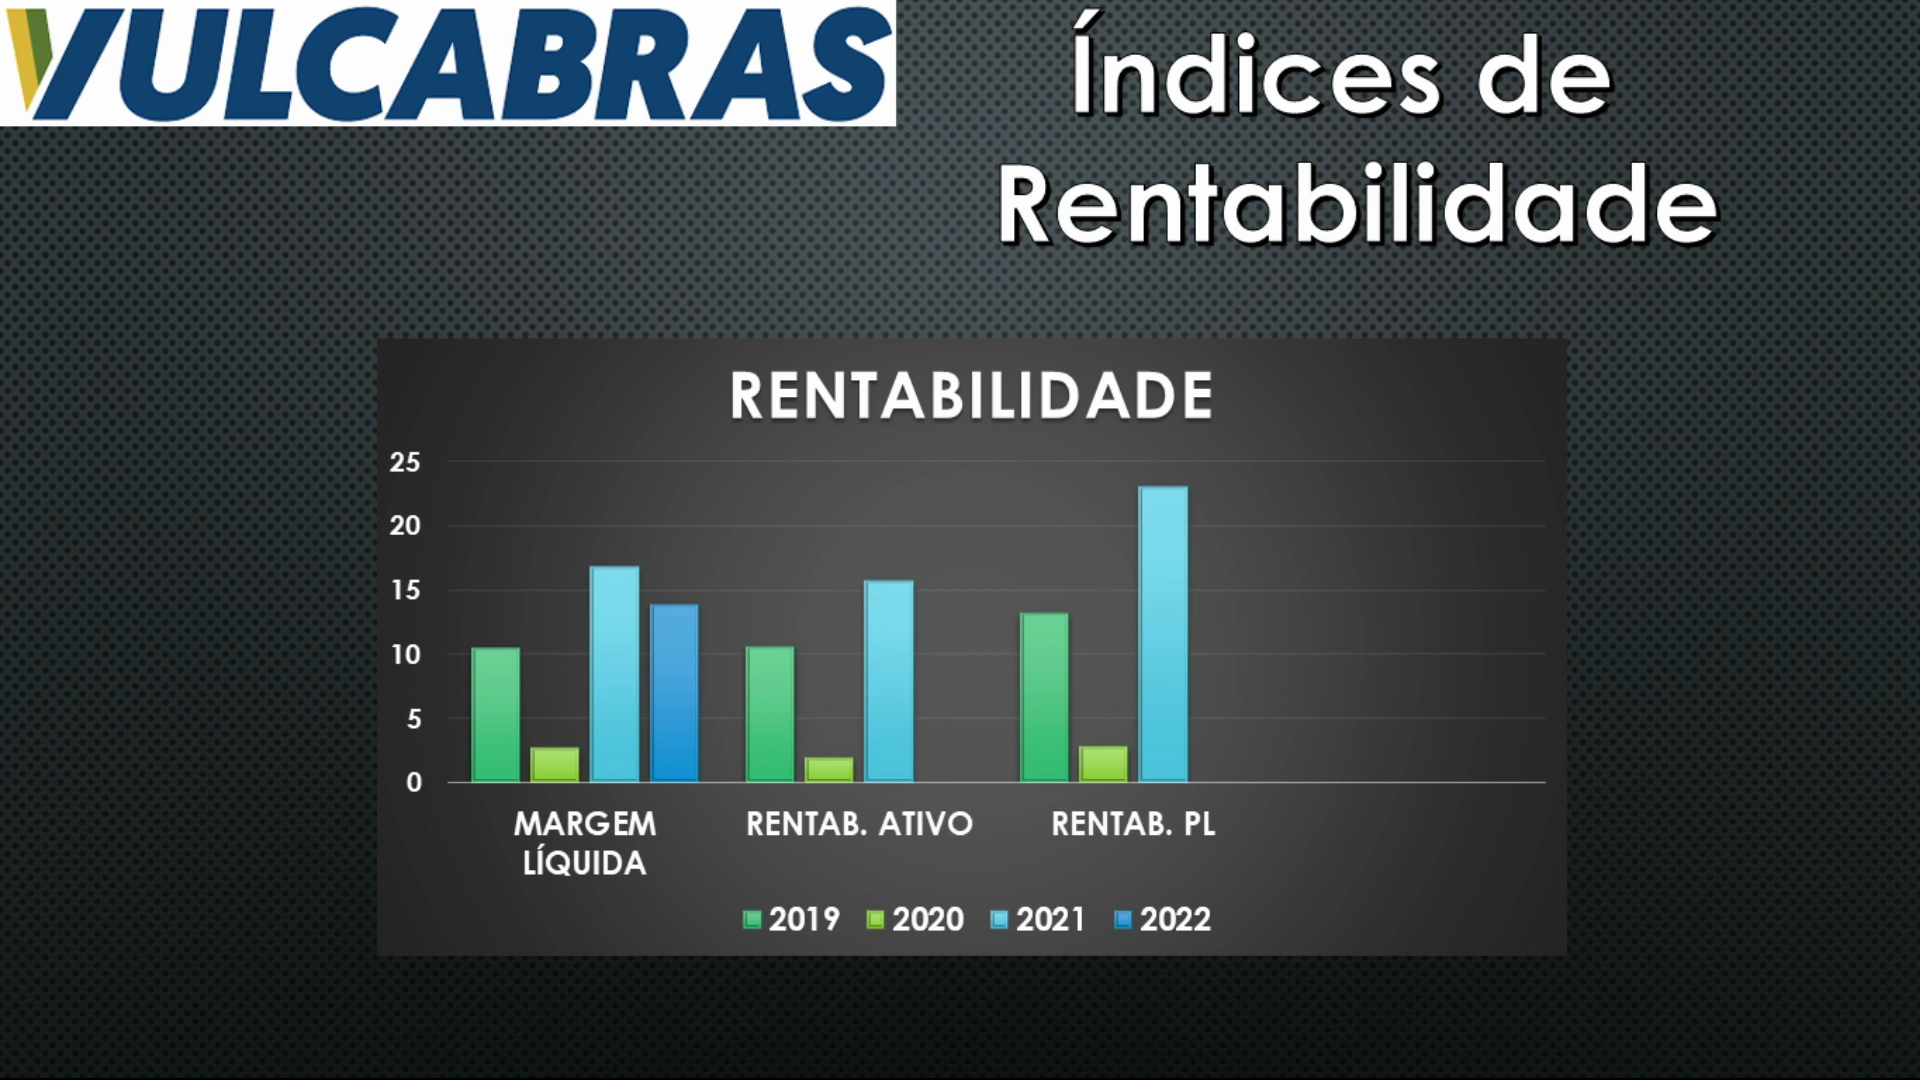 VULCABRAS
Índices de
Rentabilidade
RENTABILIDADE
25
20
15
10
5
0
MARGEM
LÍQUIDA
RENTAB. ATIVO
RENTAB. PL
2019 2020 2021 2022